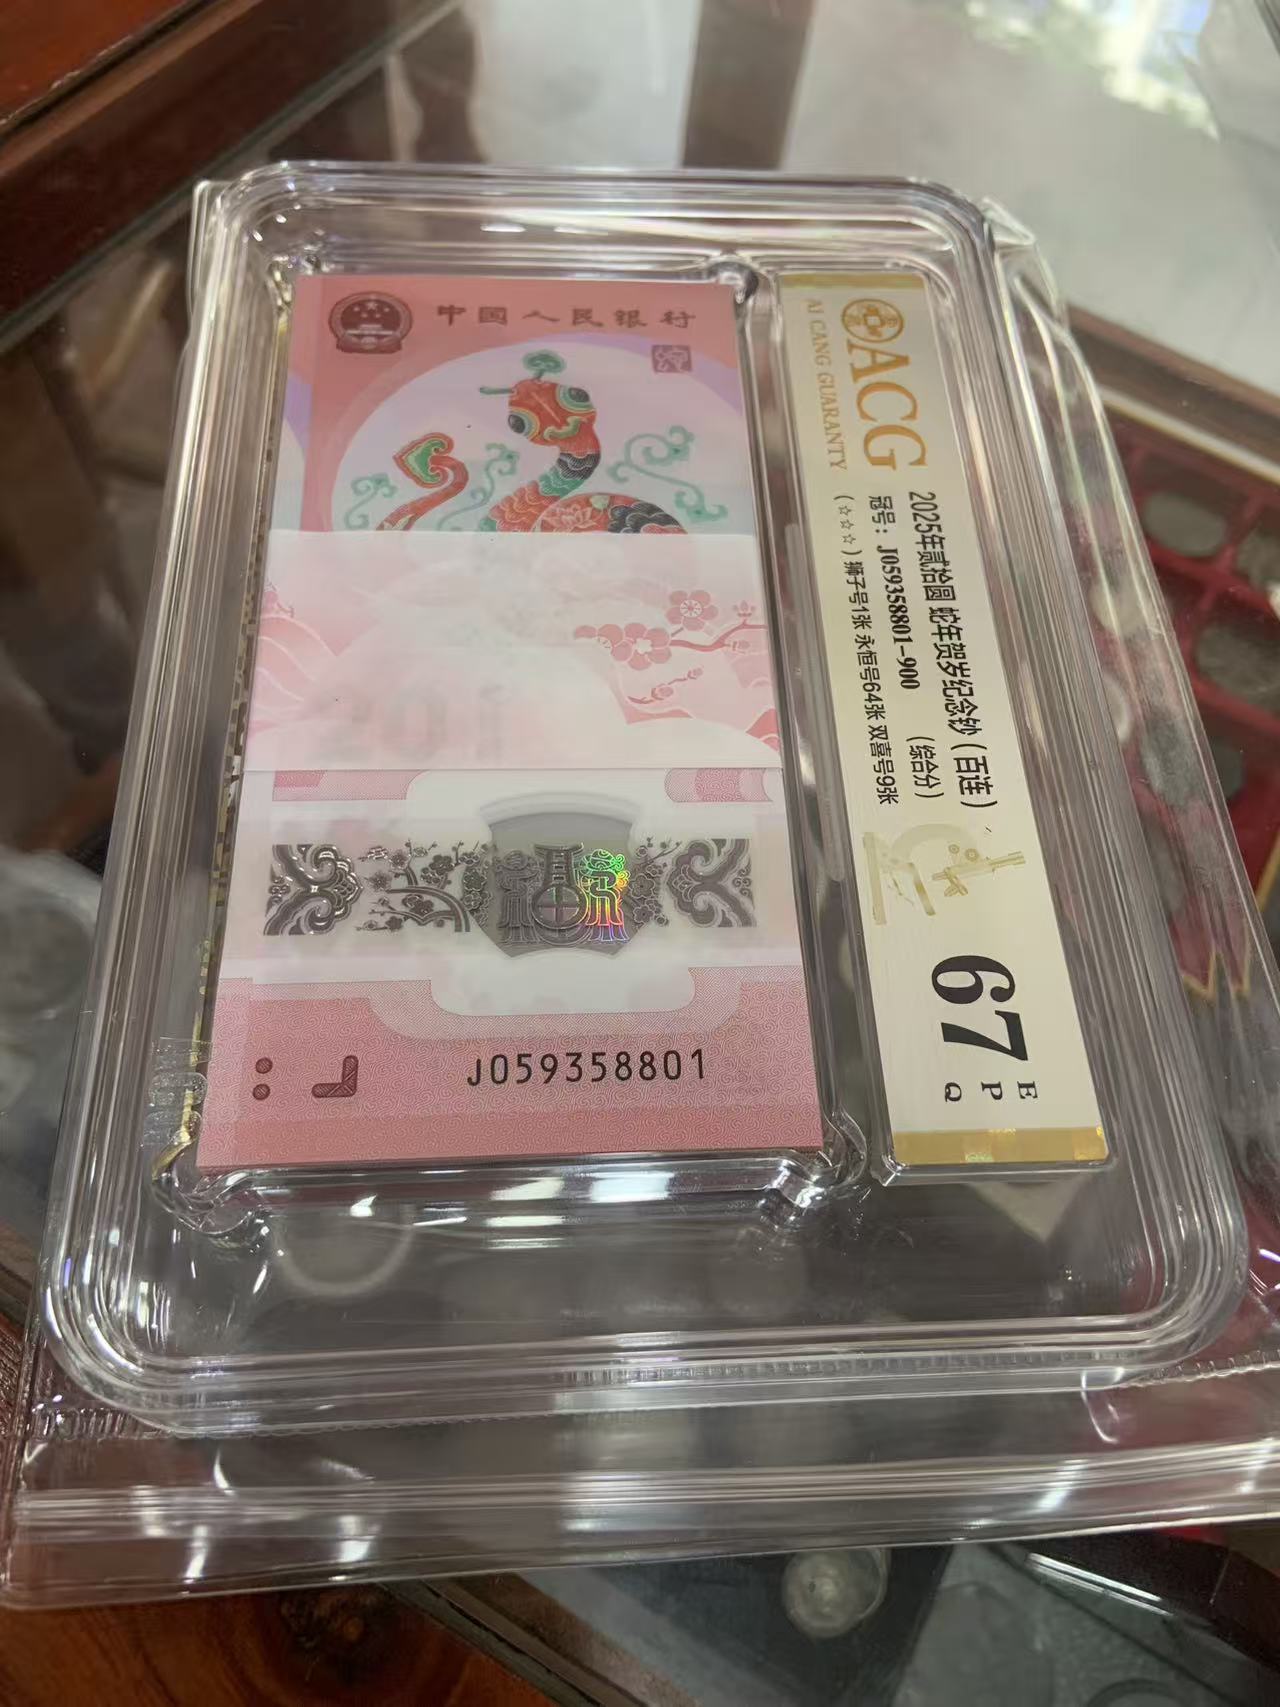 中国人民银行
J059358801
ACG
AI CANG GUARANTY
2025年贰拾圆 蛇年贺岁纪念钞（百连）
冠号：J059358801-900 （综合分）
（☆☆☆）狮子号1张 永恒号64张 双喜号9张
67
E
P
Q